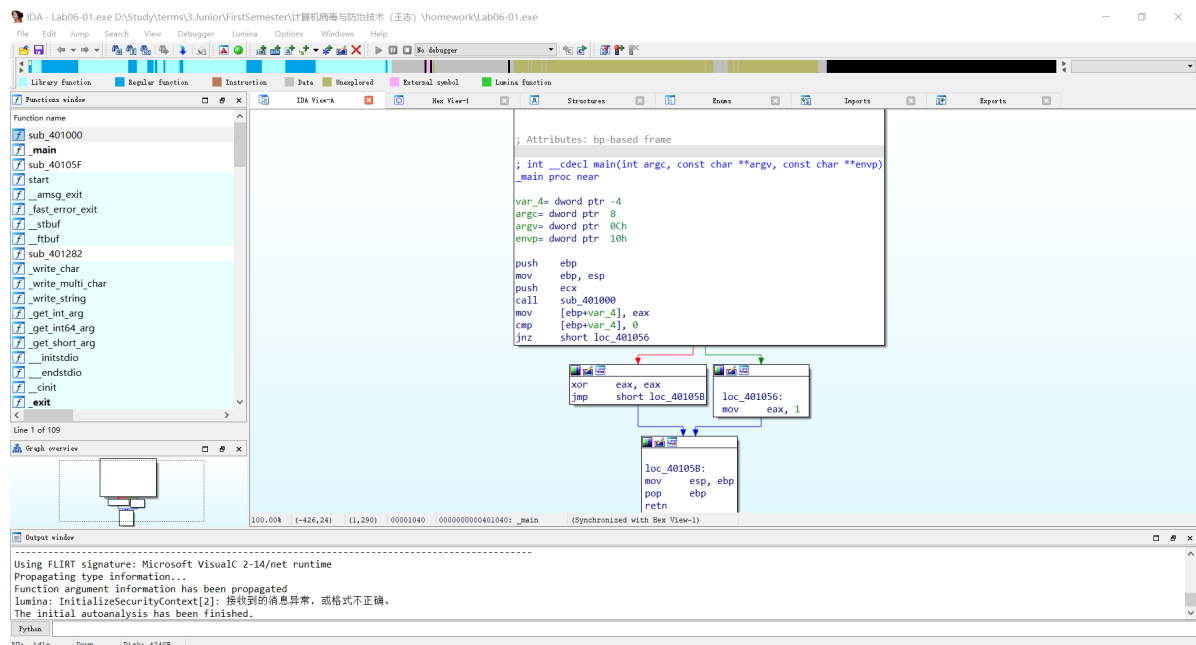 IDA - Lab06-01.exe D:\Study\terms\3.Junior\FirstSemester\计算机病毒与防治技术（王志）\homework\Lab06-01.exe
File Edit Jump Search View Debugger Lumina Options Windows Help
No debugger
Library function Regular function Instruction Data Unexplored External symbol Lumina function
Functions window
IDA View-A Hex View-1 Structures Enums Imports Exports
Function name
sub_401000
_main
sub_40105F
start
__amsg_exit
_fast_error_exit
__stbuf
__ftbuf
sub_401282
_write_char
_write_multi_char
_write_string
_get_int_arg
_get_int64_arg
_get_short_arg
___initstdio
___endstdio
__cinit
_exit
Line 1 of 109
Graph overview
; Attributes: bp-based frame
; int __cdecl main(int argc, const char **argv, const char **envp)
_main proc near
var_4= dword ptr -4
argc= dword ptr 8
argv= dword ptr 0Ch
envp= dword ptr 10h
push ebp
mov ebp, esp
push ecx
call sub_401000
mov [ebp+var_4], eax
cmp [ebp+var_4], 0
jnz short loc_401056
xor eax, eax
jmp short loc_40105B
loc_401056:
mov eax, 1
loc_40105B:
mov esp, ebp
pop ebp
retn
100.00% (-426,24) (1,290) 00001040 0000000000401040: _main (Synchronized with Hex View-1)
Output window
Using FLIRT signature: Microsoft VisualC 2-14/net runtime
Propagating type information...
Function argument information has been propagated
lumina: InitializeSecurityContext[2]: 接收到的消息异常，或格式不正确。
The initial autoanalysis has been finished.
Python
AU: idle Down Disk: 424GB